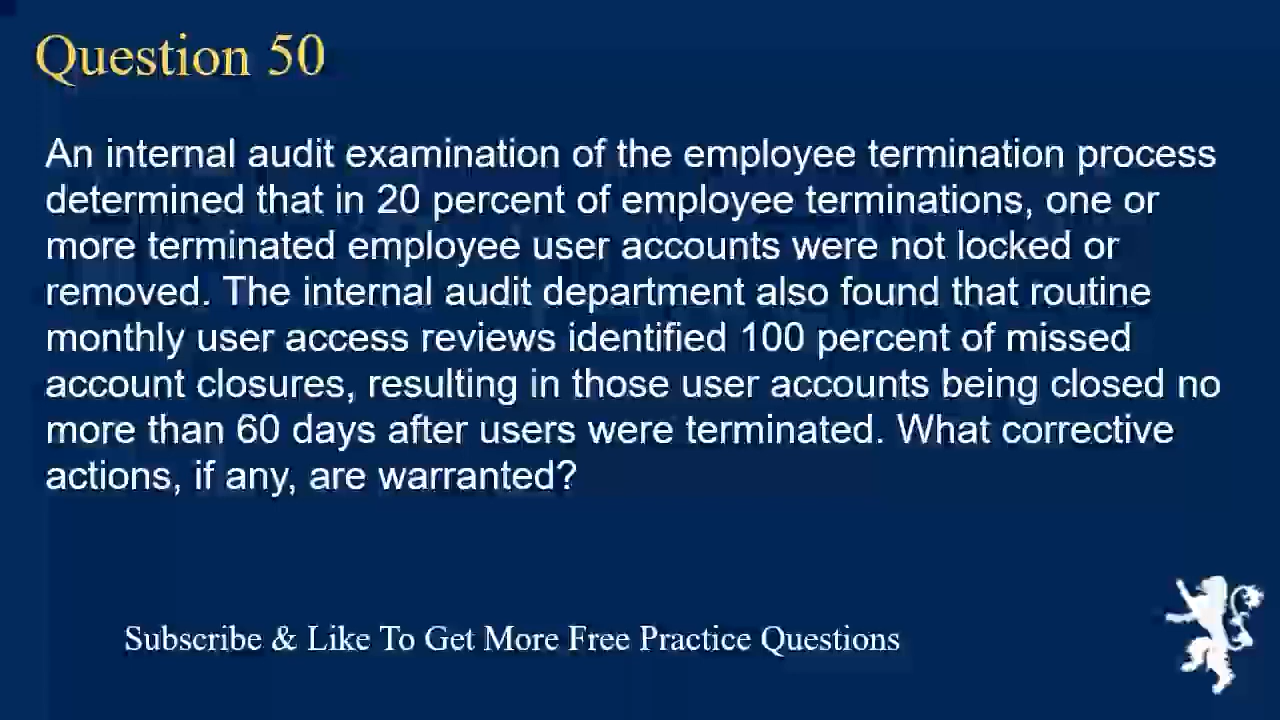 Question 50
An internal audit examination of the employee termination process
determined that in 20 percent of employee terminations, one or
more terminated employee user accounts were not locked or
removed. The internal audit department also found that routine
monthly user access reviews identified 100 percent of missed
account closures, resulting in those user accounts being closed no
more than 60 days after users were terminated. What corrective
actions, if any, are warranted?
Subscribe & Like To Get More Free Practice Questions